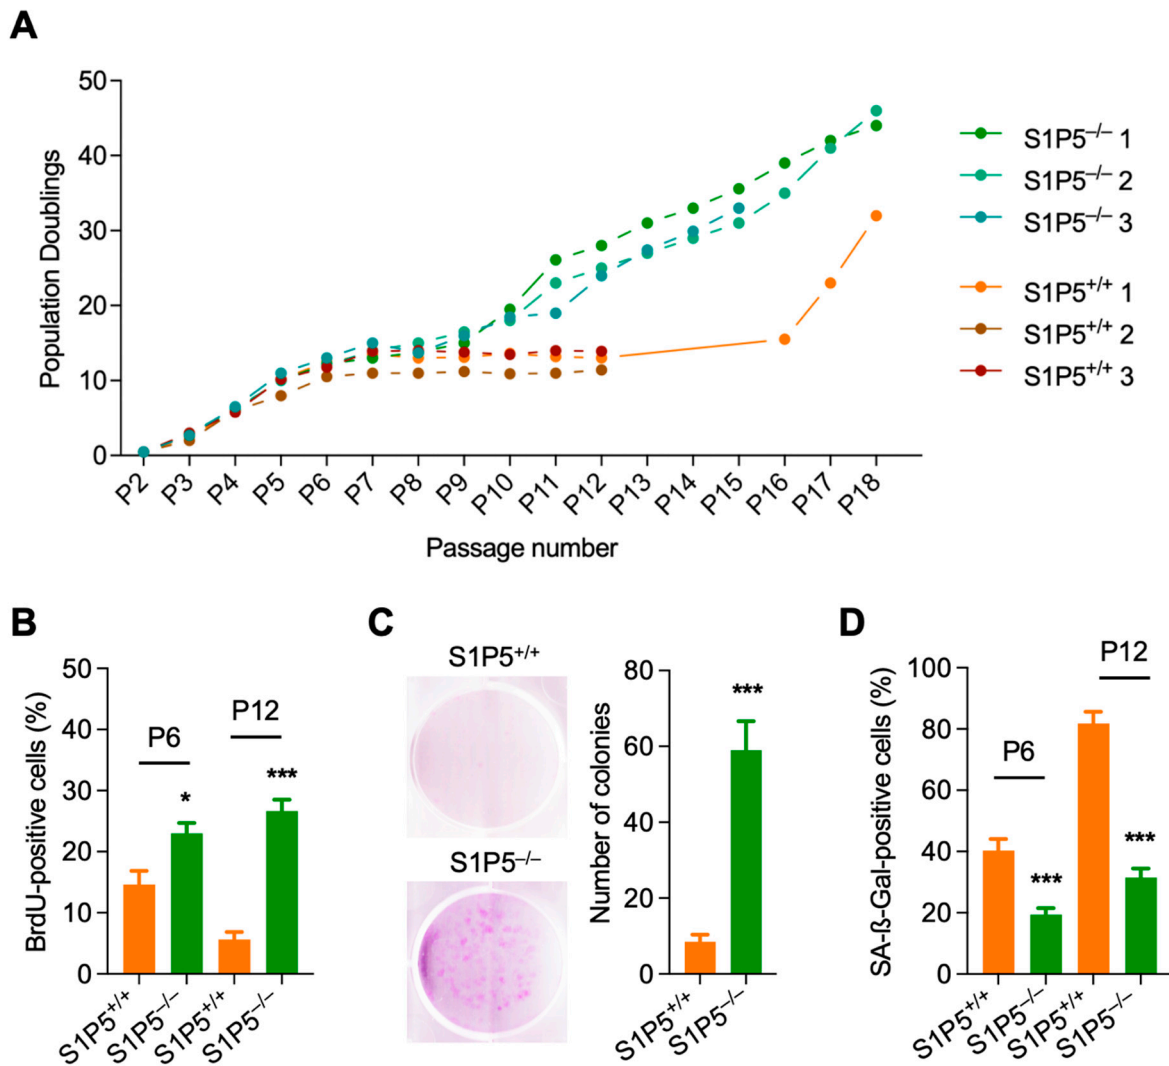 A
50
40
30
20
10
0
Population Doublings
P2 P3 P4 P5 P6 P7 P8 P9 P10 P11 P12 P13 P14 P15 P16 P17 P18
Passage number
S1P5–/– 1
S1P5–/– 2
S1P5–/– 3
S1P5+/+ 1
S1P5+/+ 2
S1P5+/+ 3
B
50
40
30
20
10
0
BrdU-positive cells (%)
P6
P12
*
***
S1P5+/+ S1P5–/– S1P5+/+ S1P5–/–
C
S1P5+/+
S1P5–/–
80
60
40
20
0
Number of colonies
***
S1P5+/+ S1P5–/–
D
100
80
60
40
20
0
SA-ß-Gal-positive cells (%)
P6
P12
***
***
S1P5+/+ S1P5–/– S1P5+/+ S1P5–/–